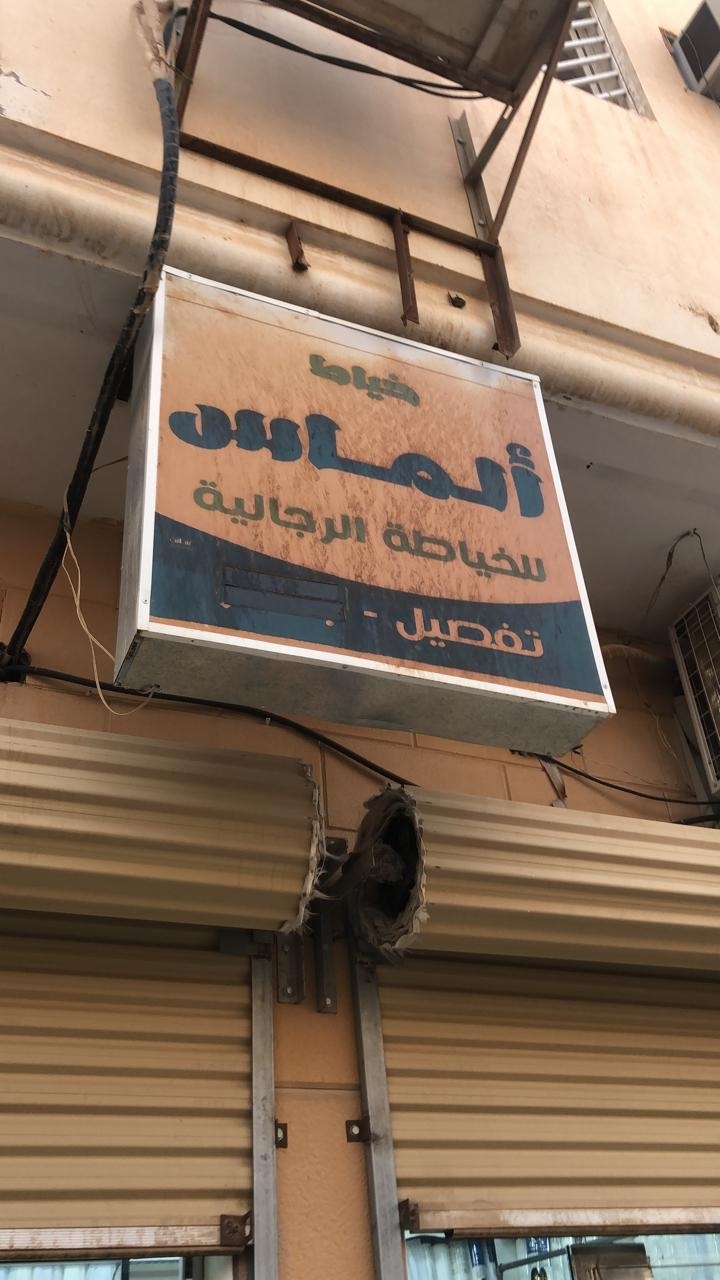 خياط
ألماس
للخياطة الرجالية
تفصيل -